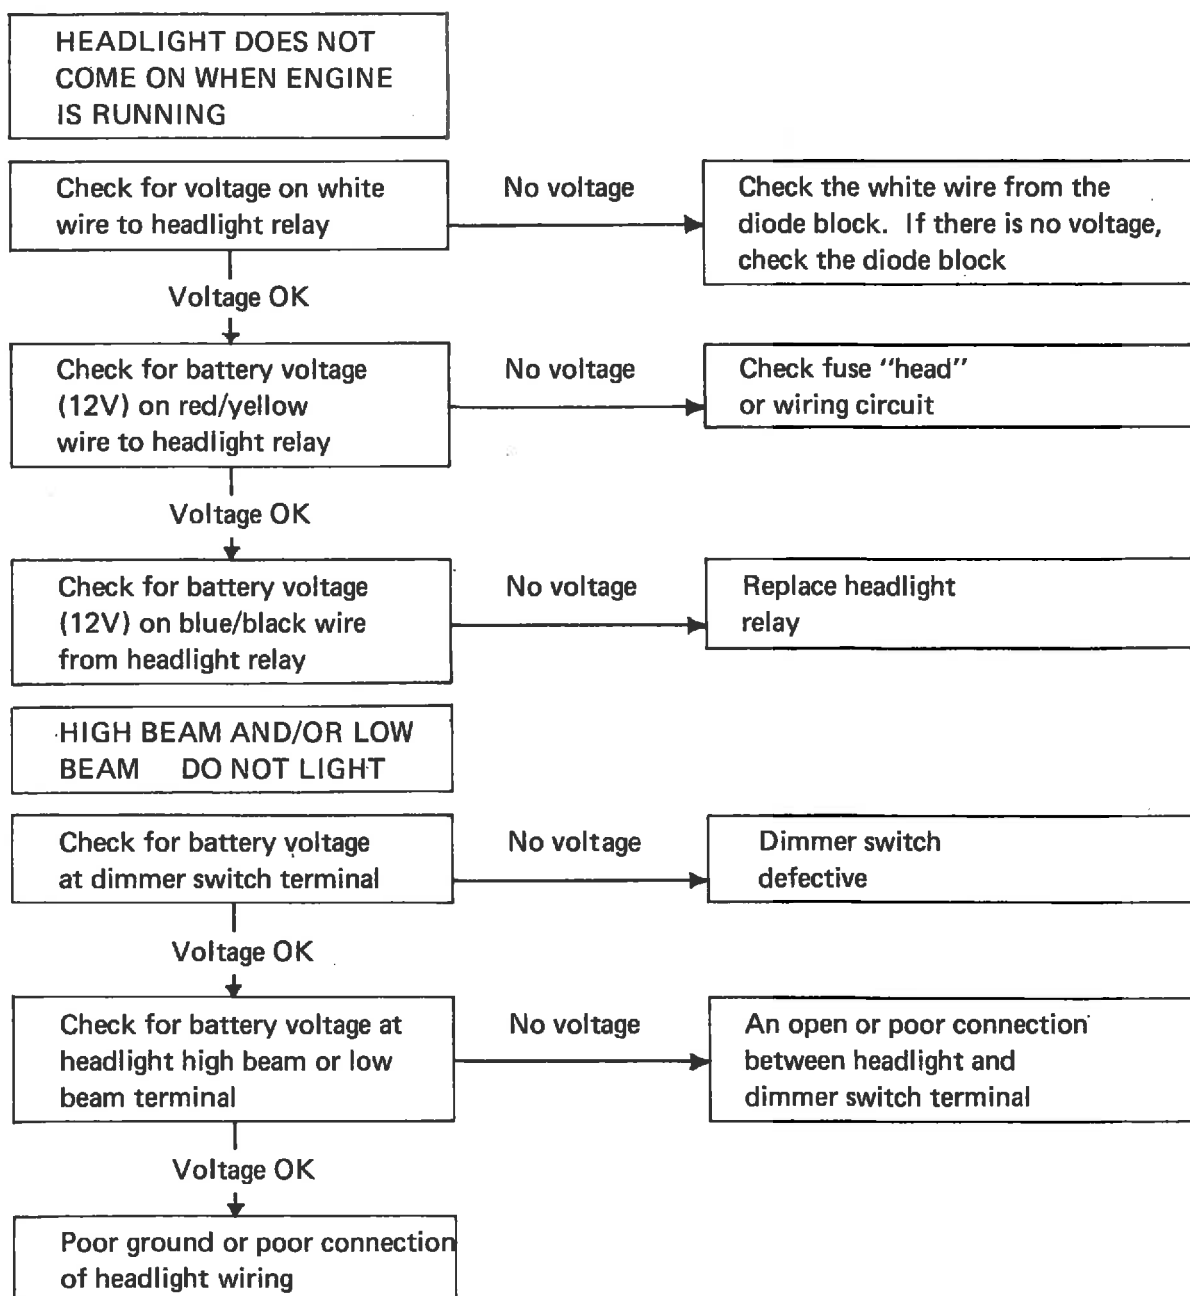 HEADLIGHT DOES NOT
COME ON WHEN ENGINE
IS RUNNING
Check for voltage on white
wire to headlight relay
No voltage
Check the white wire from the
diode block. If there is no voltage,
check the diode block
Voltage OK
Check for battery voltage
(12V) on red/yellow
wire to headlight relay
No voltage
Check fuse "head"
or wiring circuit
Voltage OK
Check for battery voltage
(12V) on blue/black wire
from headlight relay
No voltage
Replace headlight
relay
HIGH BEAM AND/OR LOW
BEAM DO NOT LIGHT
Check for battery voltage
at dimmer switch terminal
No voltage
Dimmer switch
defective
Voltage OK
Check for battery voltage at
headlight high beam or low
beam terminal
No voltage
An open or poor connection
between headlight and
dimmer switch terminal
Voltage OK
Poor ground or poor connection
of headlight wiring